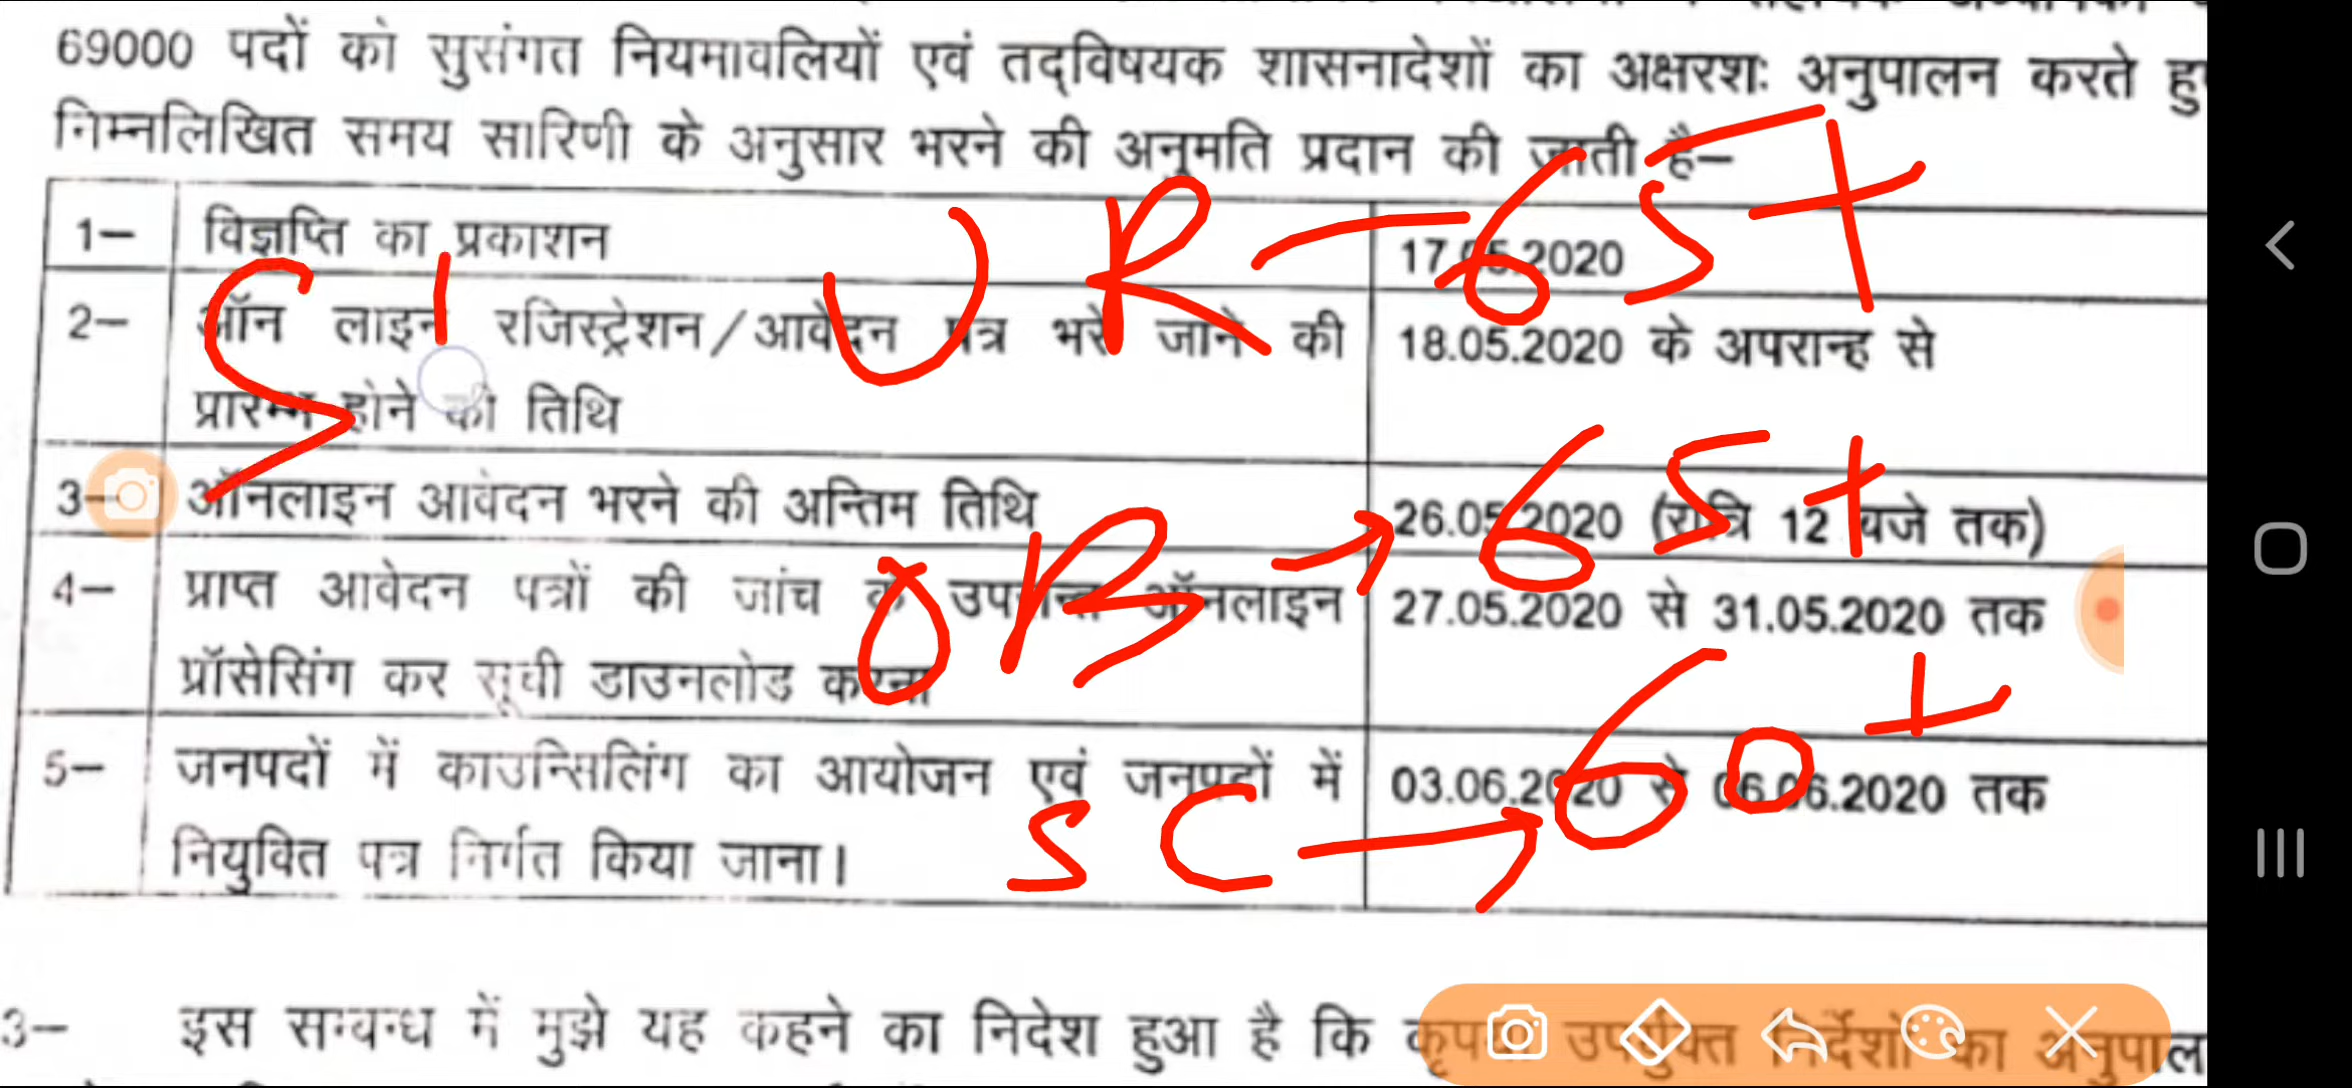 69000 पदों को सुसंगत नियमावलियों एवं तद्विषयक शासनादेशों का अक्षरशः अनुपालन करते
निम्नलिखित समय सारिणी के अनुसार भरने की अनुमति प्रदान की जाती है–
1– विज्ञप्ति का प्रकाशन 17.05.2020
UR – 65+
2– ऑन लाइन रजिस्ट्रेशन/आवेदन पत्र भरे जाने की 18.05.2020 के अपरान्ह से
प्रारम्भ होने की तिथि
S
3– ऑनलाइन आवेदन भरने की अन्तिम तिथि 26.05.2020 (रात्रि 12 बजे तक)
OB → 65+
4– प्राप्त आवेदन पत्रों की जांच के उपरान्त ऑनलाइन 27.05.2020 से 31.05.2020 तक
प्रॉसेसिंग कर सूची डाउनलोड करना
5– जनपदों में काउन्सिलिंग का आयोजन एवं जनपदों में 03.06.2020 से 06.06.2020 तक
SC → 60+
नियुक्ति पत्र निर्गत किया जाना।
3– इस सम्बन्ध में मुझे यह कहने का निदेश हुआ है कि कृपया उपर्युक्त निर्देशों का